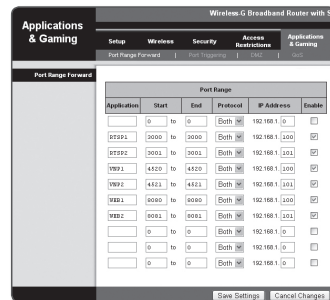 Wireless-G Broadband Router with S
Applications & Gaming
Setup Wireless Security Access Restrictions Applications & Gaming
Port Range Forward | Port Triggering | DMZ | QoS
Port Range Forward
Port Range
Application Start End Protocol IP Address Enable
0 to 0 Both 192.168.1. 0
RTSP1 3000 to 3000 Both 192.168.1. 100
RTSP2 3001 to 3001 Both 192.168.1. 101
VNP1 4520 to 4520 Both 192.168.1. 100
VNP2 4521 to 4521 Both 192.168.1. 101
WEB1 8080 to 8080 Both 192.168.1. 100
WEB2 8081 to 8081 Both 192.168.1. 101
0 to 0 Both 192.168.1. 0
0 to 0 Both 192.168.1. 0
0 to 0 Both 192.168.1. 0
Save Settings Cancel Changes